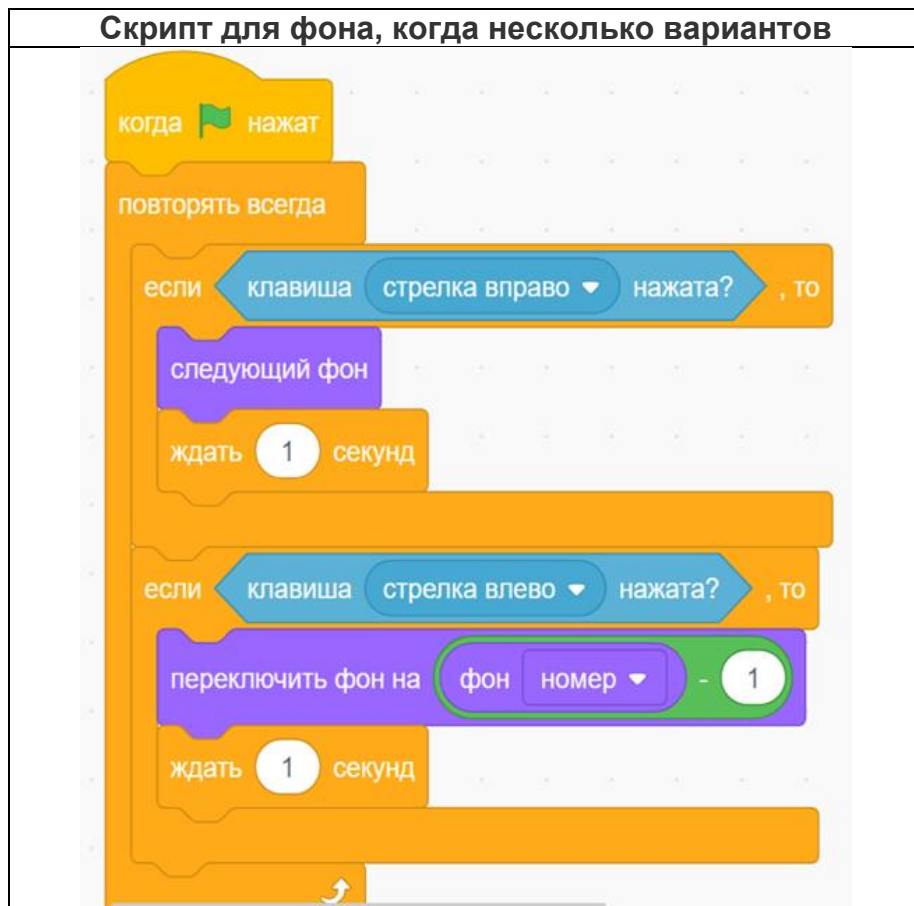 Скрипт для фона, когда несколько вариантов
когда нажат
повторять всегда
если клавиша стрелка вправо нажата? , то
следующий фон
ждать 1 секунд
если клавиша стрелка влево нажата? , то
переключить фон на фон номер - 1
ждать 1 секунд